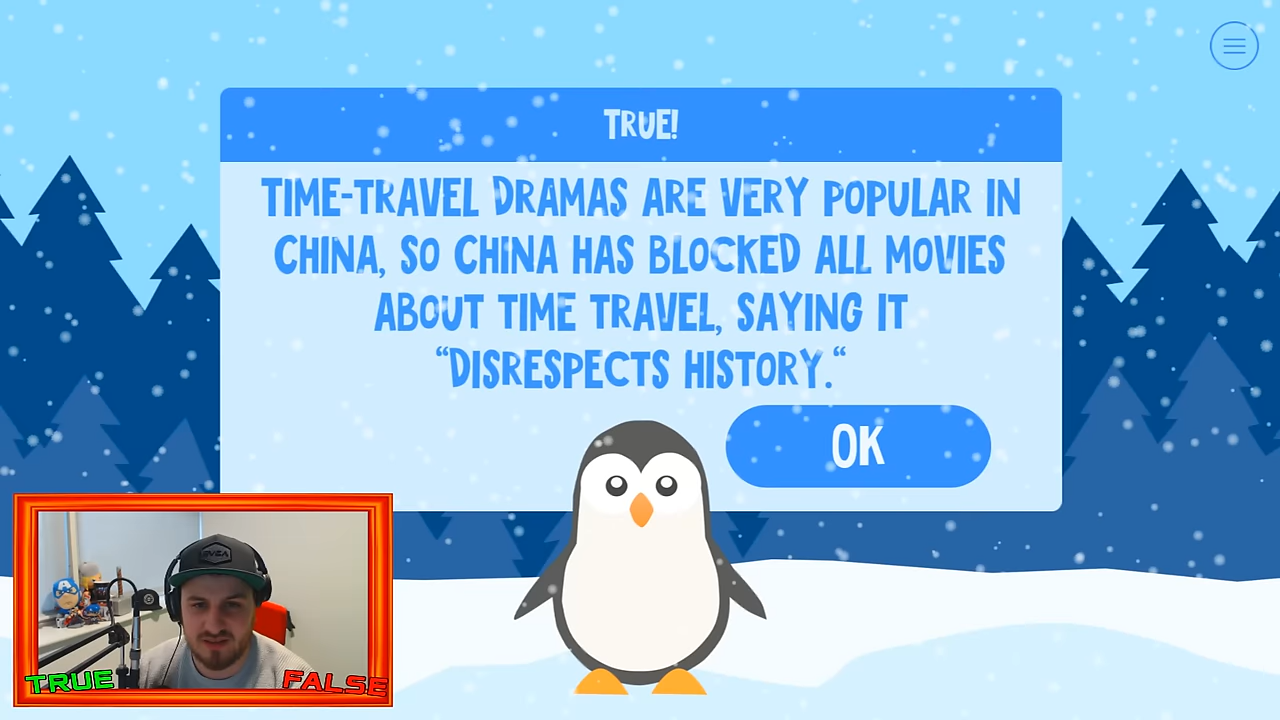 TRUE!
TIME-TRAVEL DRAMAS ARE VERY POPULAR IN
CHINA, SO CHINA HAS BLOCKED ALL MOVIES
ABOUT TIME TRAVEL, SAYING IT
“DISRESPECTS HISTORY.“
OK
EVGA
TRUE
FALSE